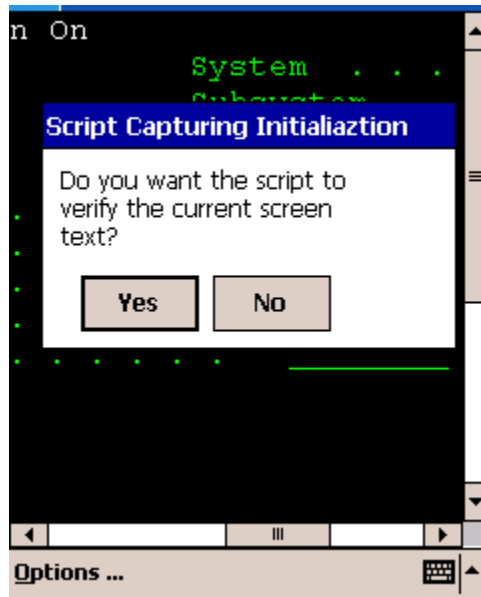 n On
System . . .
Subsystem
Script Capturing Initialiaztion
Do you want the script to
verify the current screen
text?
Yes No
. . . . . .
Options ...